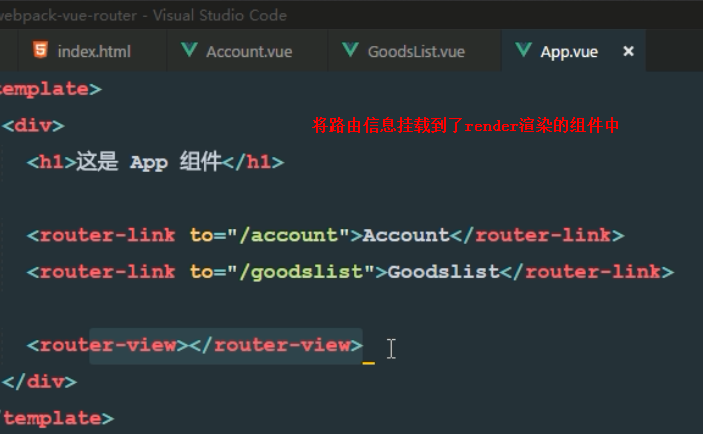 webpack-vue-router - Visual Studio Code
index.html Account.vue GoodsList.vue App.vue ×
template>
<div>
将路由信息挂载到了render渲染的组件中
<h1>这是 App 组件</h1>
<router-link to="/account">Account</router-link>
<router-link to="/goodslist">Goodslist</router-link>
<router-view></router-view>
</div>
/template>